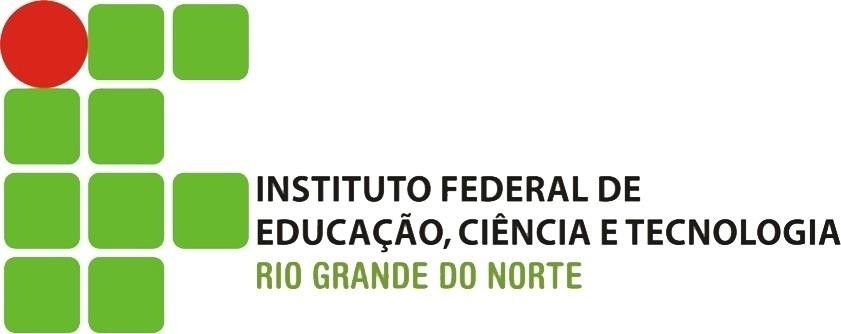 INSTITUTO FEDERAL DE
EDUCAÇÃO, CIÊNCIA E TECNOLOGIA
RIO GRANDE DO NORTE